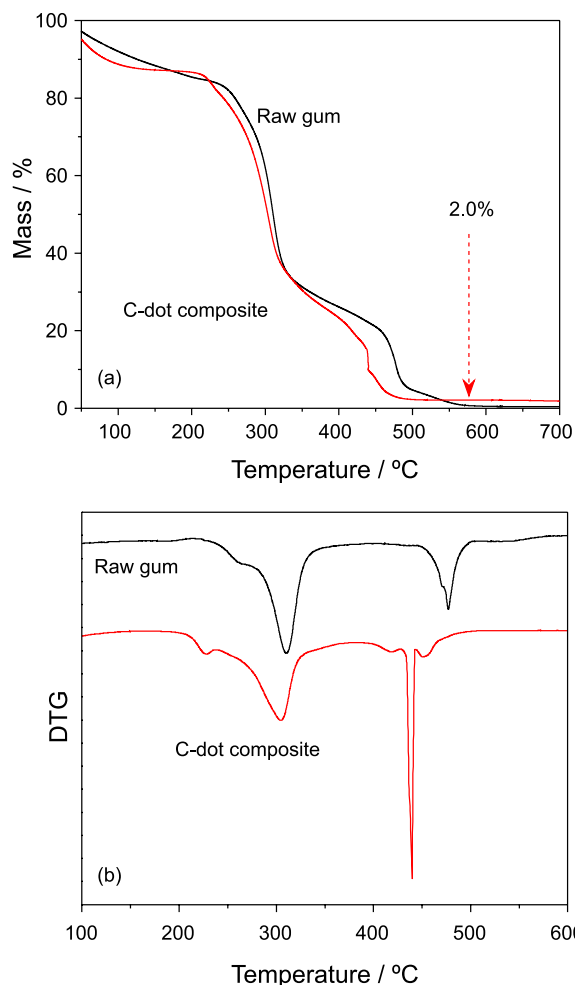 100
80
60
40
20
0
Mass / %
Raw gum
2.0%
C-dot composite
(a)
100 200 300 400 500 600 700
Temperature / ºC
Raw gum
DTG
C-dot composite
(b)
100 200 300 400 500 600
Temperature / ºC